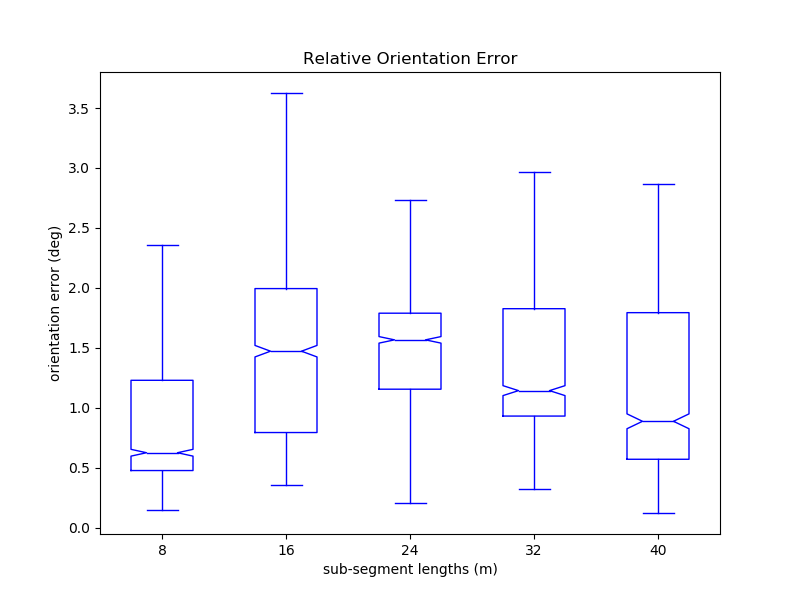 Relative Orientation Error
orientation error (deg)
3.5
3.0
2.5
2.0
1.5
1.0
0.5
0.0
8 16 24 32 40
sub-segment lengths (m)